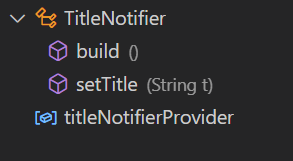 TitleNotifier
build ()
setTitle (String t)
titleNotifierProvider